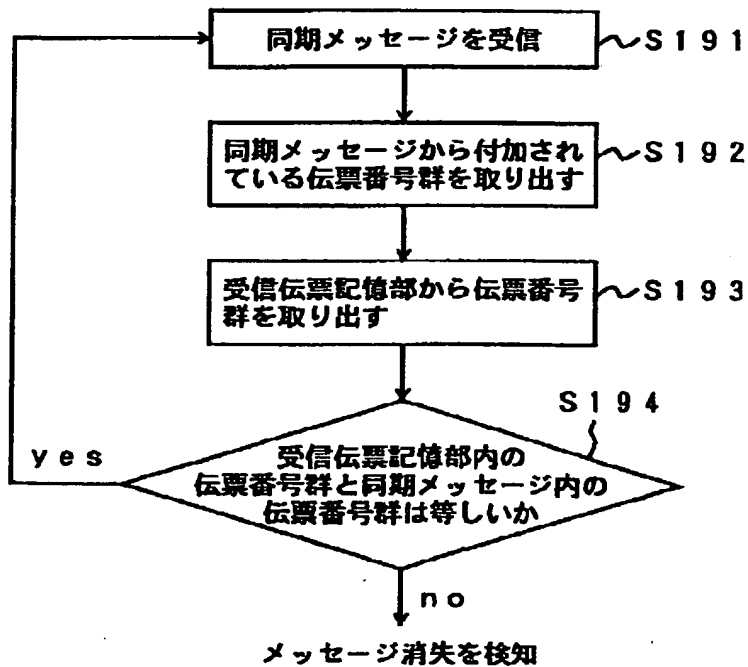 同期メッセージを受信
S191
同期メッセージから付加され
ている伝票番号群を取り出す
S192
受信伝票記憶部から伝票番号
群を取り出す
S193
S194
受信伝票記憶部内の
伝票番号群と同期メッセージ内の
伝票番号群は等しいか
yes
no
メッセージ消失を検知